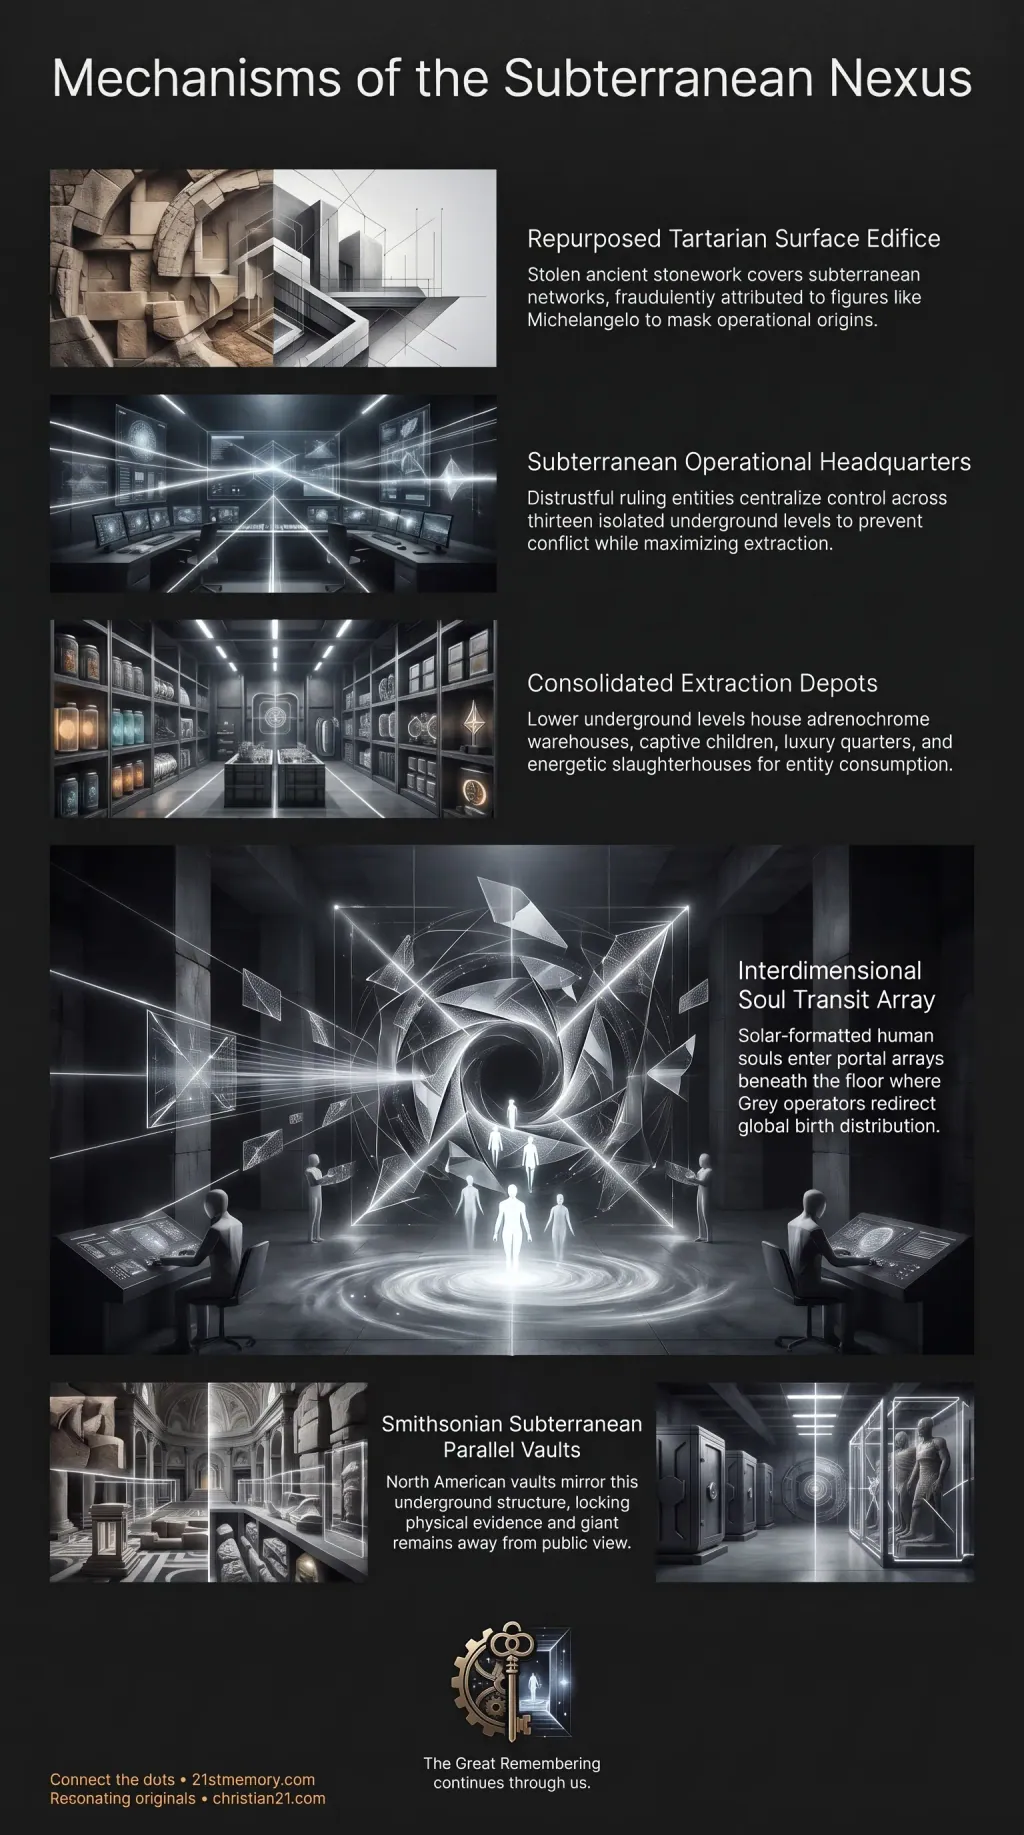 Mechanisms of the Subterranean Nexus
Repurposed Tartarian Surface Edifice
Stolen ancient stonework covers subterranean
networks, fraudulently attributed to figures like
Michelangelo to mask operational origins.
Subterranean Operational Headquarters
Distrustful ruling entities centralize control across
thirteen isolated underground levels to prevent
conflict while maximizing extraction.
Consolidated Extraction Depots
Lower underground levels house adrenochrome
warehouses, captive children, luxury quarters, and
energetic slaughterhouses for entity consumption.
Interdimensional
Soul Transit Array
Solar-formatted human
souls enter portal arrays
beneath the floor where
Grey operators redirect
global birth distribution.
Smithsonian Subterranean
Parallel Vaults
North American vaults mirror this
underground structure, locking
physical evidence and giant
remains away from public view.
The Great Remembering
continues through us.
Connect the dots • 21stmemory.com
Resonating originals • christian21.com